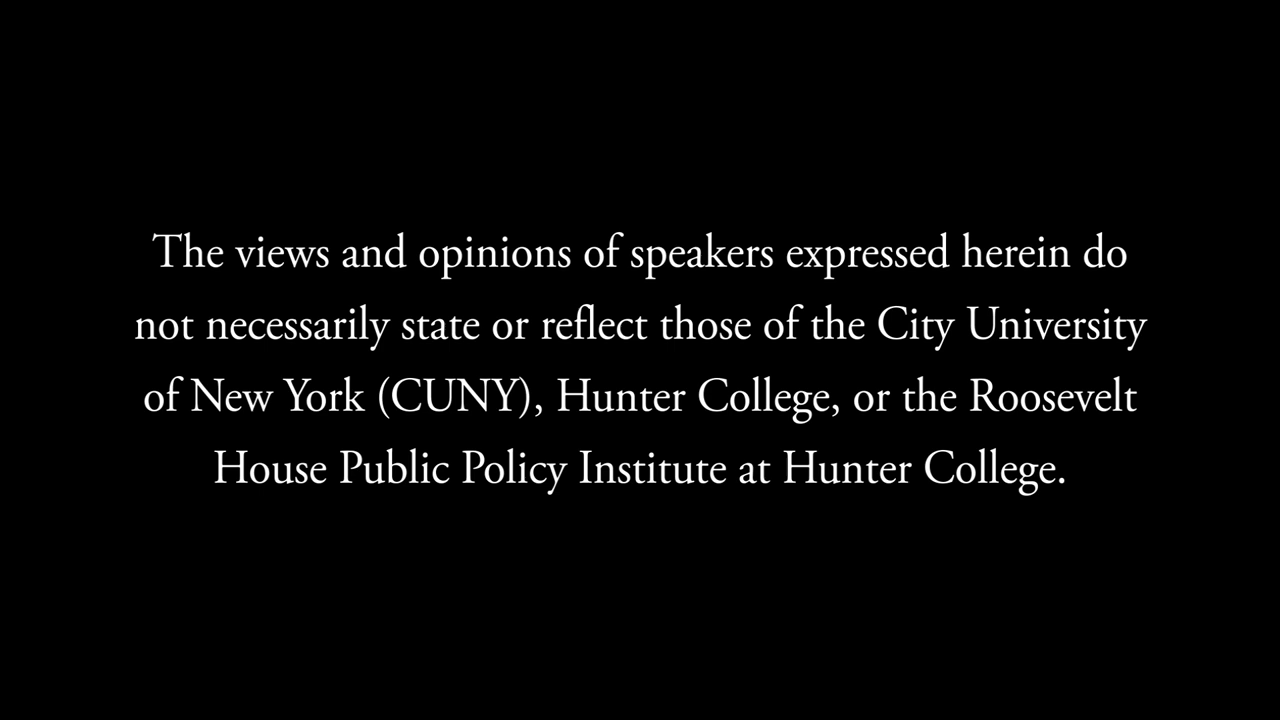 The views and opinions of speakers expressed herein do
not necessarily state or reflect those of the City University
of New York (CUNY), Hunter College, or the Roosevelt
House Public Policy Institute at Hunter College.